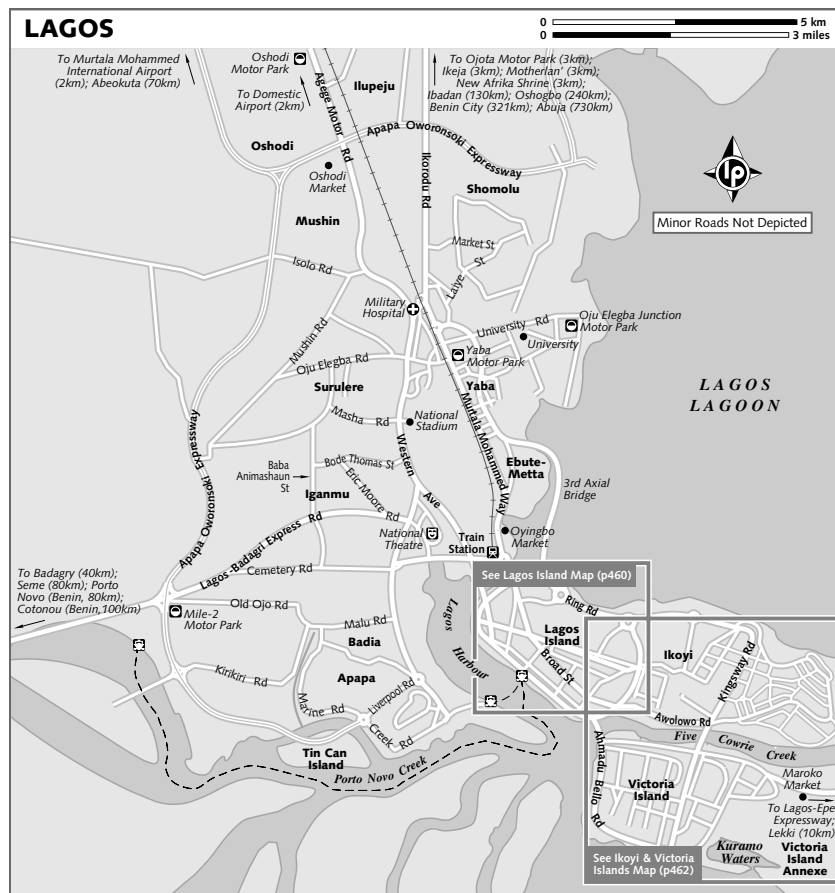 LAGOS
0 5 km
0 3 miles
To Murtala Mohammed
International Airport
(2km); Abeokuta (70km)
Oshodi
Motor Park
To Domestic
Airport (2km)
Agege Motor Rd
Ilupeju
To Ojota Motor Park (3km);
Ikeja (3km); Motherlan' (3km);
New Afrika Shrine (3km);
Ibadan (130km); Oshogbo (240km);
Benin City (321km); Abuja (730km)
Apapa Oworonsoki Expressway
Oshodi
Oshodi
Market
Ikorodu Rd
Shomolu
lp
Minor Roads Not Depicted
Mushin
Market St
Isolo Rd
Laiye St
Military
Hospital
Mushin Rd
University Rd
Oju Elegba Junction
Motor Park
University
Yaba
Motor Park
Oju Elegba Rd
Surulere
Yaba
LAGOS
LAGOON
Masha Rd
National
Stadium
Murtala Mohammed Way
Western Ave
Apapa Oworonsoki Expressway
Bode Thomas St
Baba
Animashaun
St
Eric Moore Rd
Iganmu
Ebute-
Metta
3rd Axial
Bridge
Lagos-Badagri Express Rd
National
Theatre
Train
Station
Oyingbo
Market
Cemetery Rd
See Lagos Island Map (p460)
To Badagry (40km);
Seme (80km); Porto
Novo (Benin, 80km);
Cotonou (Benin,100km)
Old Ojo Rd
Mile-2
Motor Park
Malu Rd
Lagos Harbour
Ring Rd
Lagos
Island
Broad St
Badia
Ikoyi
Kingsway Rd
Kirikiri Rd
Apapa
Liverpool Rd
Marine Rd
Creek Rd
Awolowo Rd
Five Cowrie Creek
Tin Can
Island
Porto Novo Creek
Ahmadu Bello Rd
Victoria
Island
Maroko
Market
To Lagos-Epe
Expressway;
Lekki (10km)
Kuramo
Waters
Victoria
Island
Annexe
See Ikoyi & Victoria
Islands Map (p462)